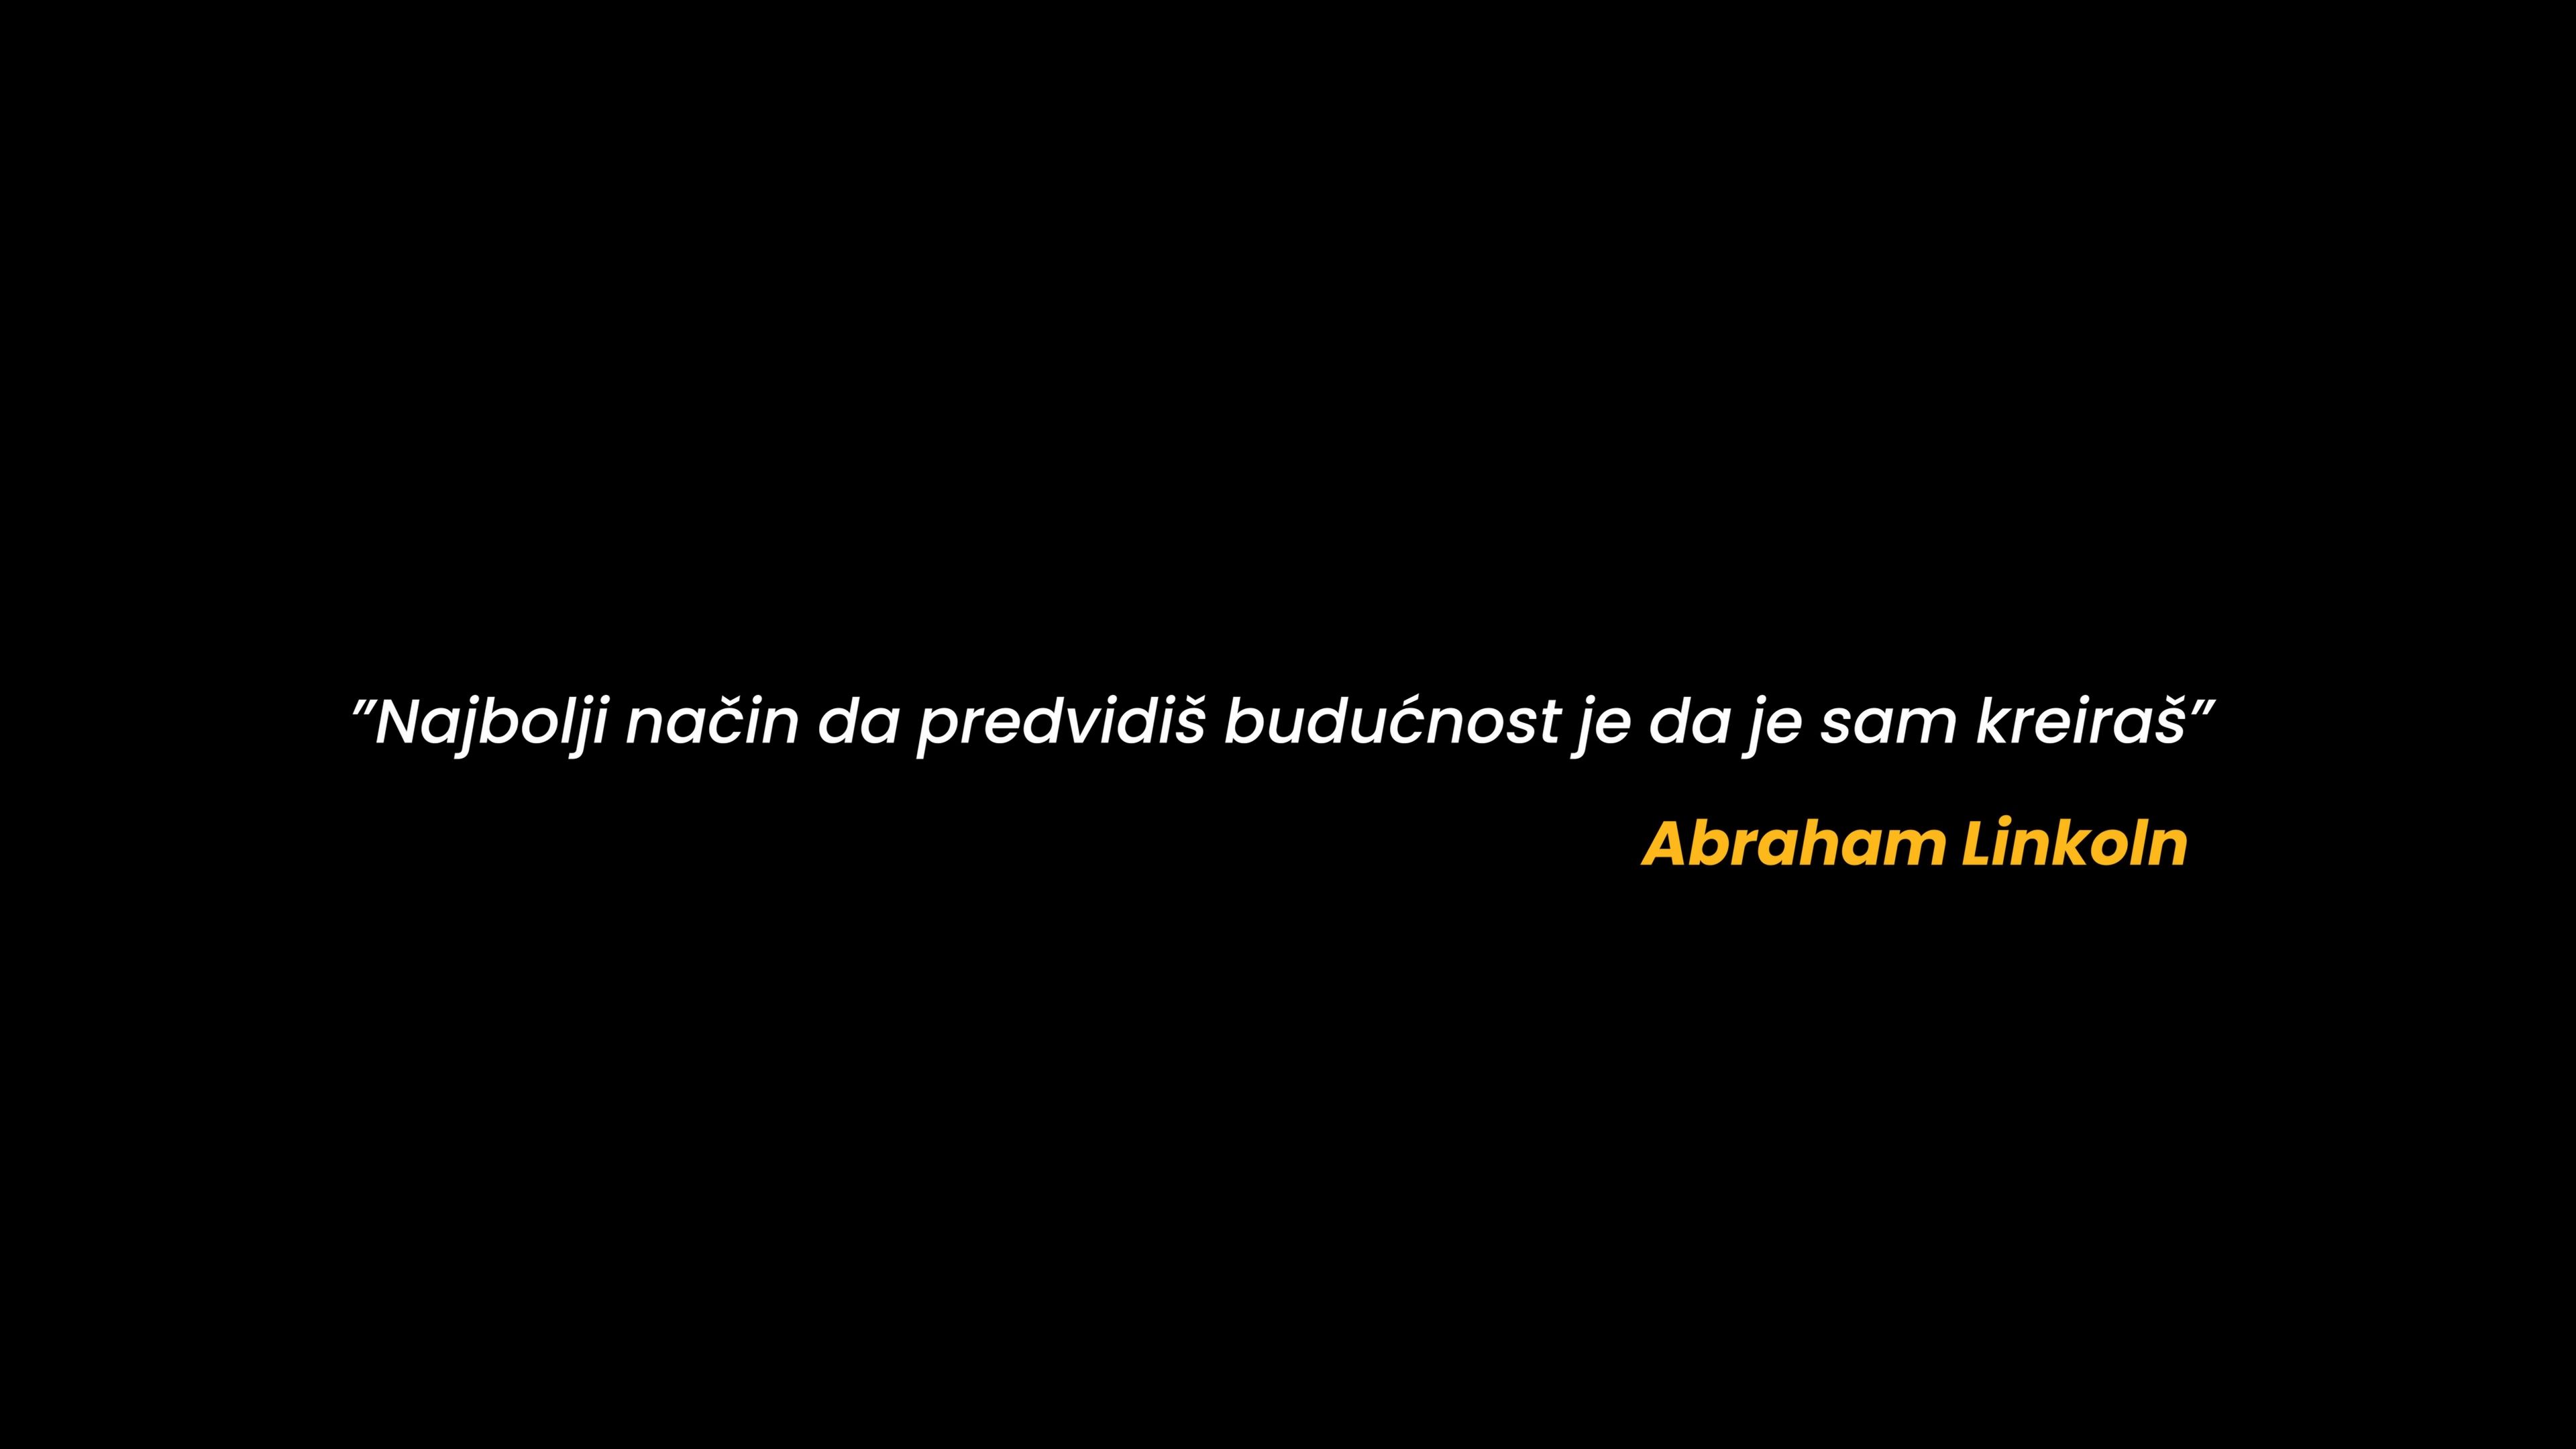 ”Najbolji način da predvidiš budućnost je da je sam kreiraš”
Abraham Linkoln